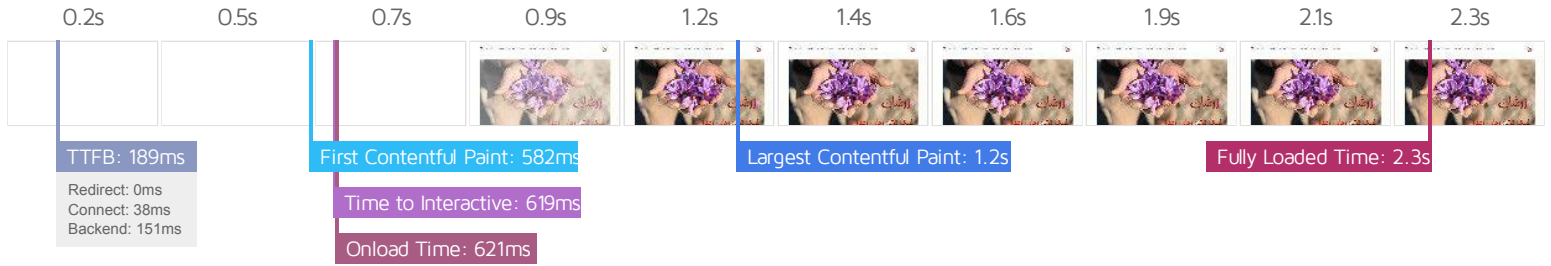 0.2s 0.5s 0.7s 0.9s 1.2s 1.4s 1.6s 1.9s 2.1s 2.3s
TTFB: 189ms
Redirect: 0ms
Connect: 38ms
Backend: 151ms
First Contentful Paint: 582ms
Time to Interactive: 619ms
Onload Time: 621ms
Largest Contentful Paint: 1.2s
Fully Loaded Time: 2.3s